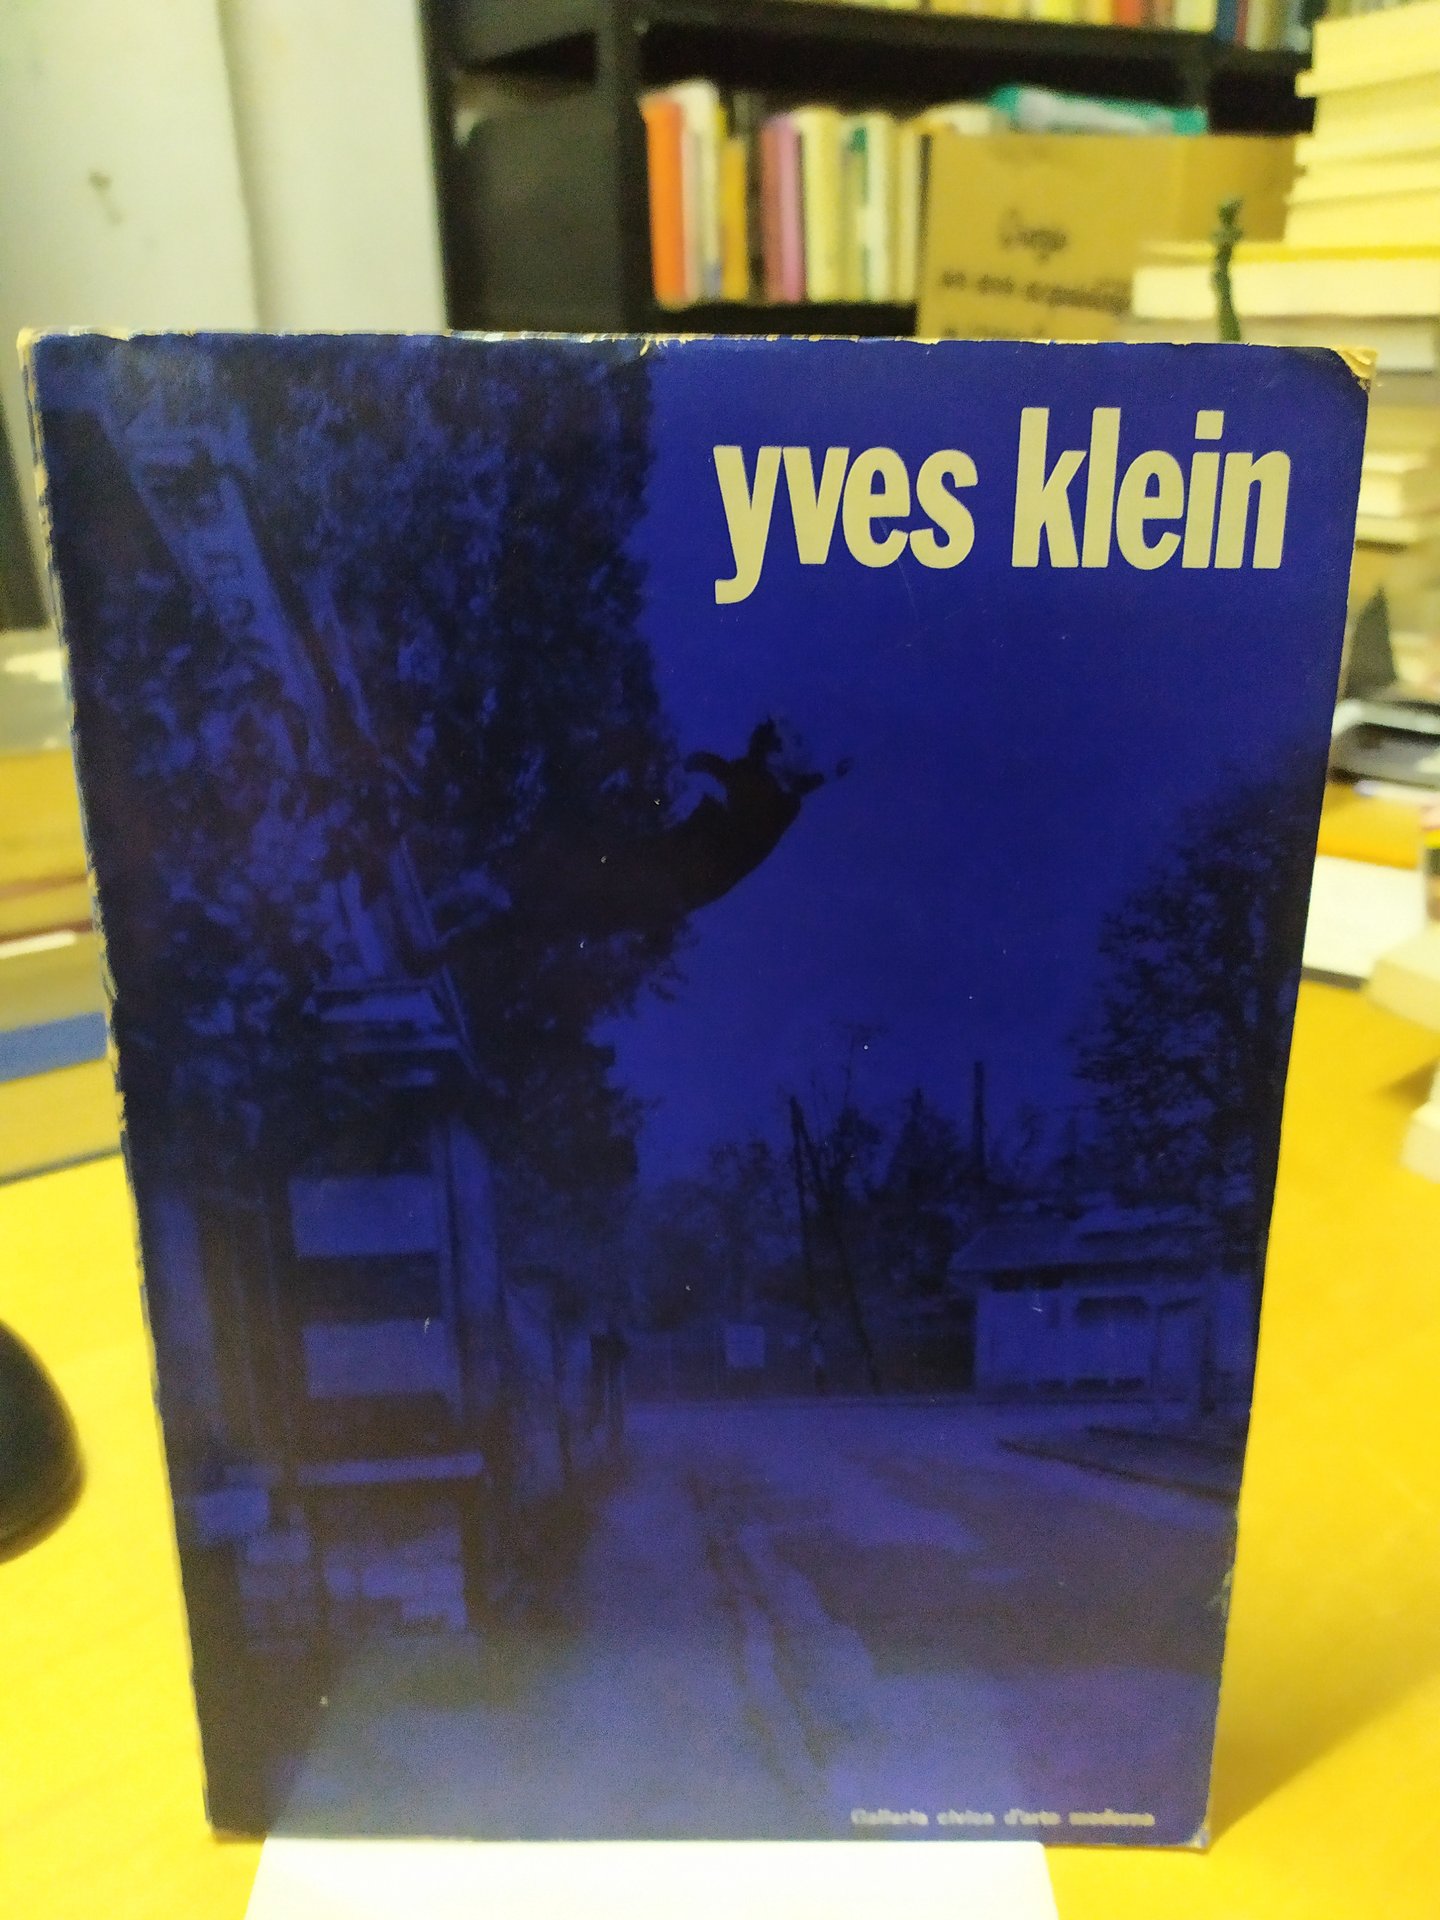 yves klein
Galleria civica d'arte moderna